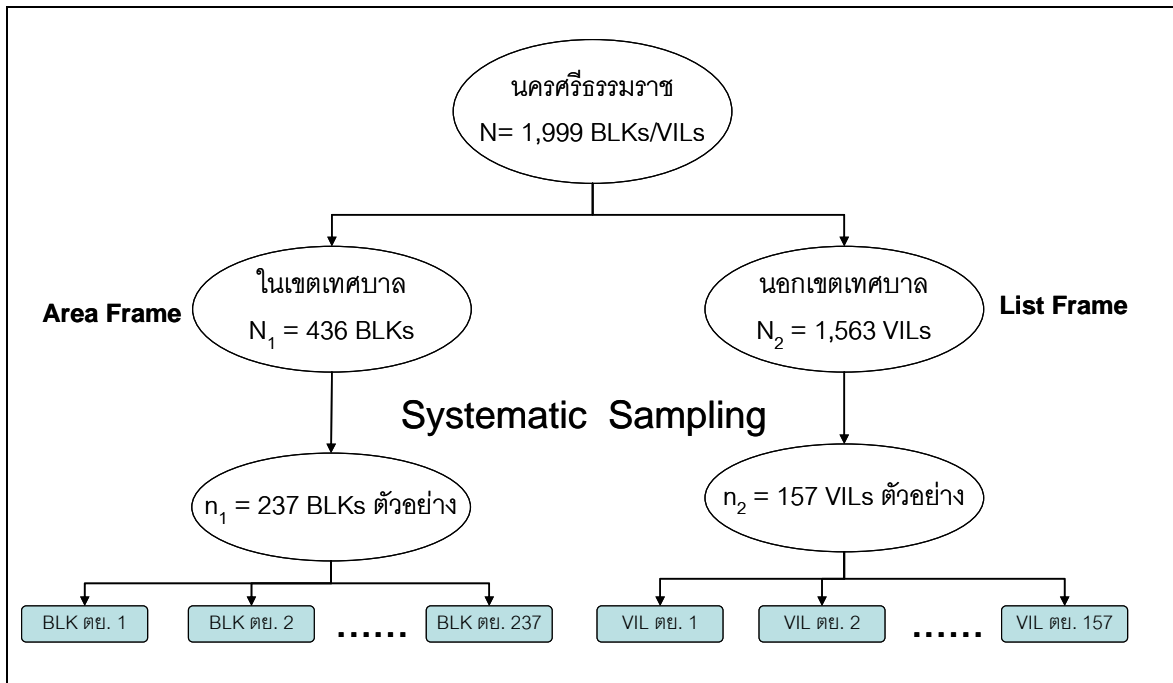 นครศรีธรรมราช
N= 1,999 BLKs/VILs
ในเขตเทศบาล
N₁ = 436 BLKs
Area Frame
นอกเขตเทศบาล
N₂ = 1,563 VILs
List Frame
Systematic Sampling
n₁ = 237 BLKs ตัวอย่าง
n₂ = 157 VILs ตัวอย่าง
BLK ตย. 1
BLK ตย. 2
......
BLK ตย. 237
VIL ตย. 1
VIL ตย. 2
......
VIL ตย. 157